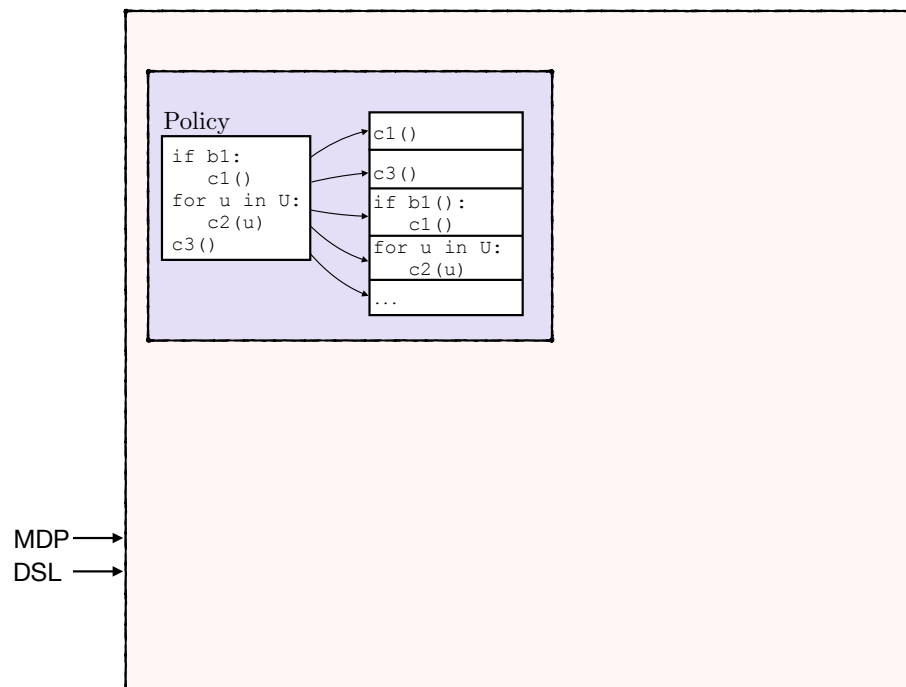 Policy
if b1:
   c1()
for u in U:
   c2(u)
c3()
c1()
c3()
if b1():
   c1()
for u in U:
   c2(u)
...
MDP
DSL